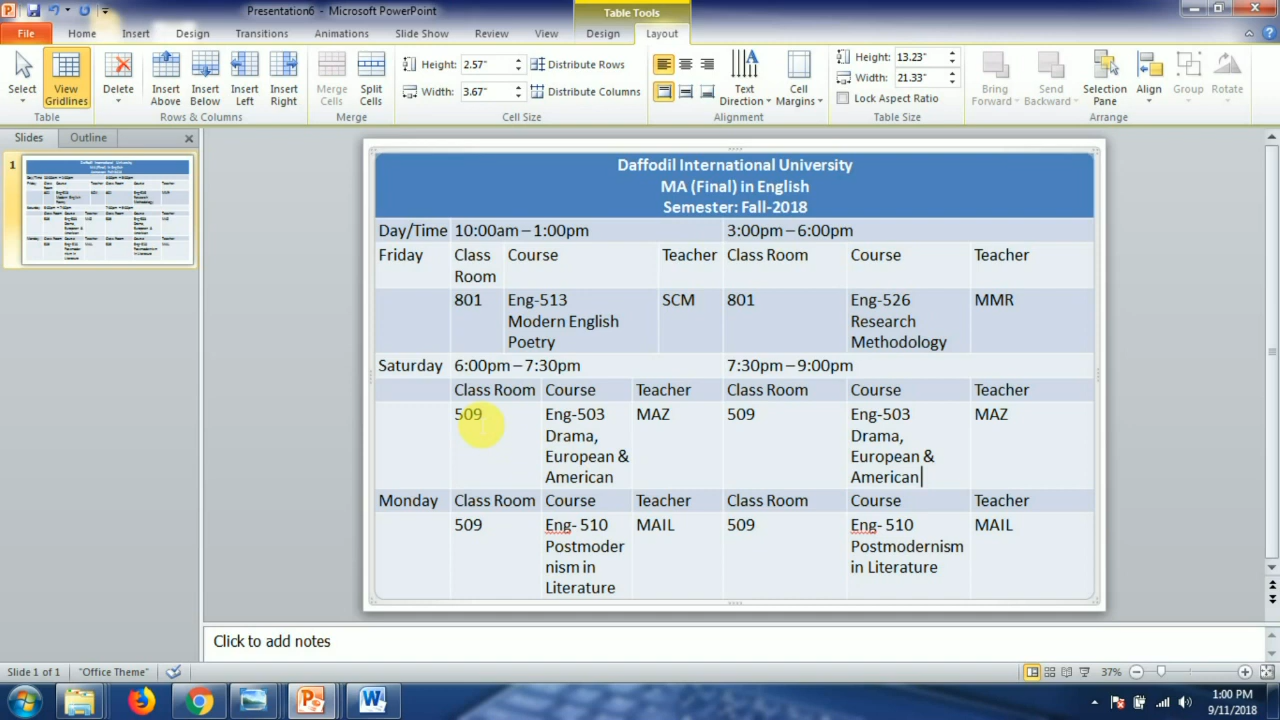 Presentation6 - Microsoft PowerPoint
Table Tools
File Home Insert Design Transitions Animations Slide Show Review View Design Layout
Select
View Gridlines
Delete
Insert Above
Insert Below
Insert Left
Insert Right
Merge Cells
Split Cells
Height: 2.57"
Width: 3.67"
Distribute Rows
Distribute Columns
Text Direction
Cell Margins
Height: 13.23"
Width: 21.33"
Lock Aspect Ratio
Bring Forward
Send Backward
Selection Pane
Align
Group
Rotate
Table Rows & Columns Merge Cell Size Alignment Table Size Arrange
Slides Outline
1
Daffodil International University
MA (Final) in English
Semester: Fall-2018
Day/Time 10:00am – 1:00pm 3:00pm – 6:00pm
Friday Class Room Course Teacher Class Room Course Teacher
801 Eng-513 Modern English Poetry SCM 801 Eng-526 Research Methodology MMR
Saturday 6:00pm – 7:30pm 7:30pm – 9:00pm
Class Room Course Teacher Class Room Course Teacher
509 Eng-503 Drama, European & American MAZ 509 Eng-503 Drama, European & American MAZ
Monday Class Room Course Teacher Class Room Course Teacher
509 Eng- 510 Postmoder nism in Literature MAIL 509 Eng- 510 Postmodernism in Literature MAIL
Click to add notes
Slide 1 of 1 "Office Theme" 37%
1:00 PM
9/11/2018